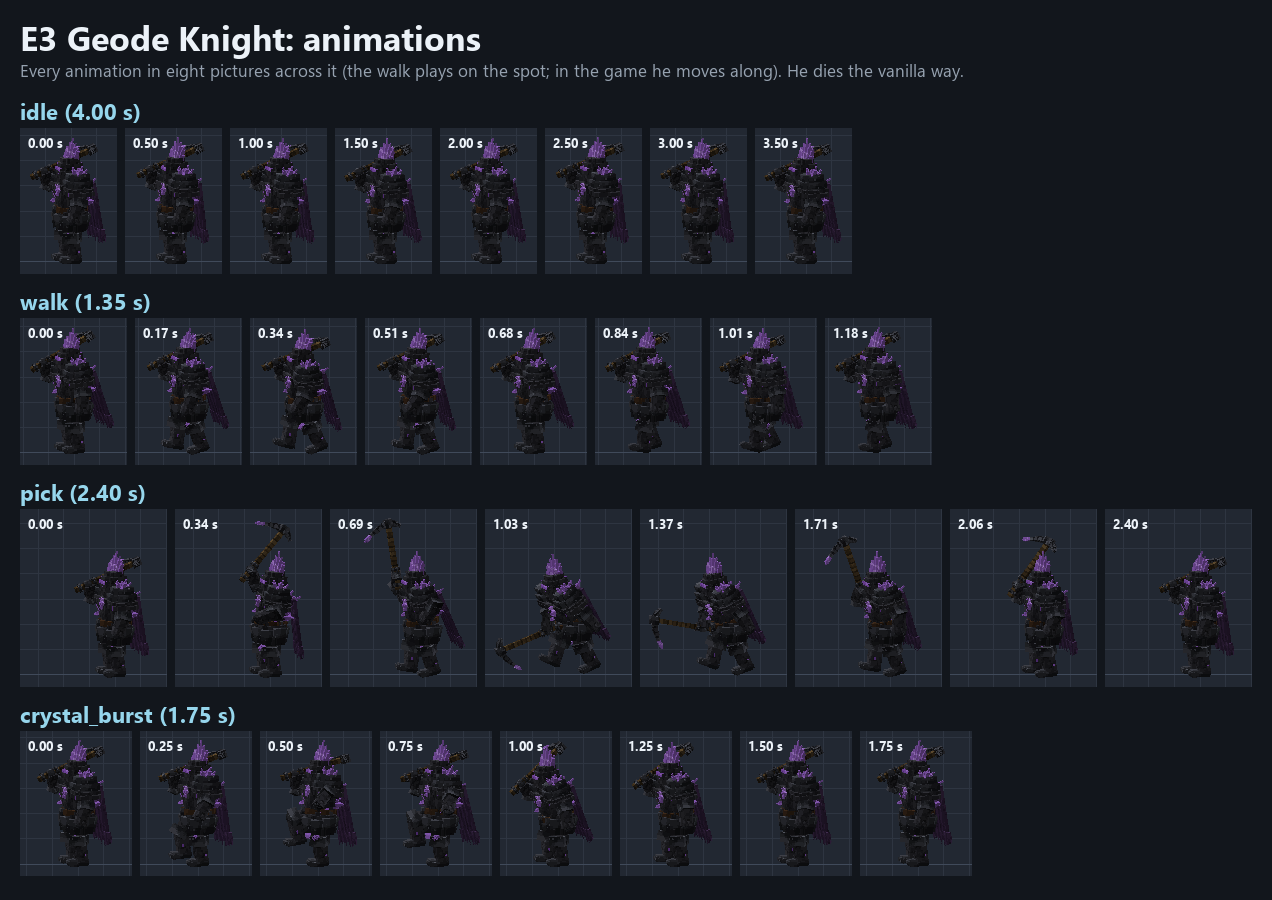 E3 Geode Knight: animations
Every animation in eight pictures across it (the walk plays on the spot; in the game he moves along). He dies the vanilla way.
idle (4.00 s)
0.00 s 0.50 s 1.00 s 1.50 s 2.00 s 2.50 s 3.00 s 3.50 s
walk (1.35 s)
0.00 s 0.17 s 0.34 s 0.51 s 0.68 s 0.84 s 1.01 s 1.18 s
pick (2.40 s)
0.00 s 0.34 s 0.69 s 1.03 s 1.37 s 1.71 s 2.06 s 2.40 s
crystal_burst (1.75 s)
0.00 s 0.25 s 0.50 s 0.75 s 1.00 s 1.25 s 1.50 s 1.75 s